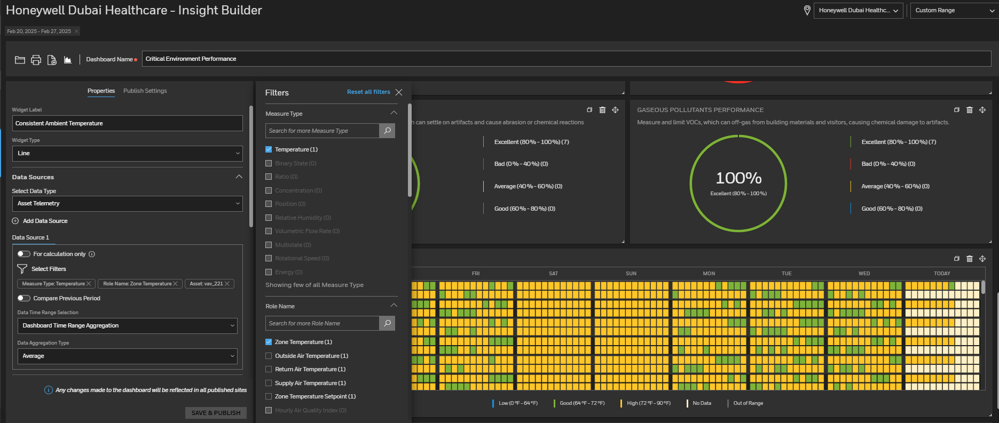 Honeywell Dubai Healthcare - Insight Builder
Honeywell Dubai Healthc...
Custom Range
Feb 20, 2025 - Feb 27, 2025
Dashboard Name
Critical Environment Performance
Properties
Publish Settings
Widget Label
Consistent Ambient Temperature
Widget Type
Line
Data Sources
Select Data Type
Asset Telemetry
Add Data Source
Data Source 1
For calculation only
Select Filters
Measure Type: Temperature
Role Name: Zone Temperature
Asset: vav_221
Compare Previous Period
Data Time Range Selection
Dashboard Time Range Aggregation
Data Aggregation Type
Average
Any changes made to the dashboard will be reflected in all published sites
SAVE & PUBLISH
Filters
Reset all filters
Measure Type
Search for more Measure Type
Temperature (1)
Binary State (0)
Ratio (0)
Concentration (0)
Position (0)
Relative Humidity (0)
Volumetric Flow Rate (0)
Multistate (0)
Rotational Speed (0)
Energy (0)
Showing few of all Measure Type
Role Name
Search for more Role Name
Zone Temperature (1)
Outside Air Temperature (1)
Return Air Temperature (1)
Supply Air Temperature (1)
Zone Temperature Setpoint (1)
Hourly Air Quality Index (0)
h can settle on artifacts and cause abrasion or chemical reactions
Excellent (80% - 100%) (7)
Bad (0% - 40%) (0)
Average (40% - 60%) (0)
Good (60% - 80%) (0)
GASEOUS POLLUTANTS PERFORMANCE
Measure and limit VOCs, which can off-gas from building materials and visitors, causing chemical damage to artifacts.
100%
Excellent (80% - 100%)
Excellent (80% - 100%) (7)
Bad (0% - 40%) (0)
Average (40% - 60%) (0)
Good (60% - 80%) (0)
FRI SAT SUN MON TUE WED TODAY
Low (0 °F - 64 °F)
Good (64 °F - 72 °F)
High (72 °F - 90 °F)
No Data
Out of Range